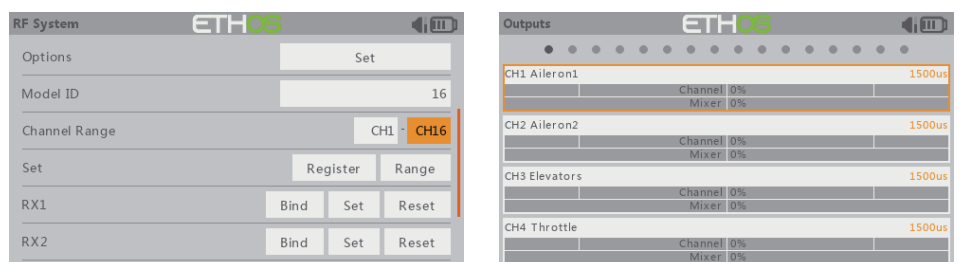 RF System
ETHOS
Options Set
Model ID 16
Channel Range CH1 - CH16
Set Register Range
RX1 Bind Set Reset
RX2 Bind Set Reset
Outputs
ETHOS
CH1 Aileron1 1500us
Channel 0%
Mixer 0%
CH2 Aileron2 1500us
Channel 0%
Mixer 0%
CH3 Elevators 1500us
Channel 0%
Mixer 0%
CH4 Throttle 1500us
Channel 0%
Mixer 0%